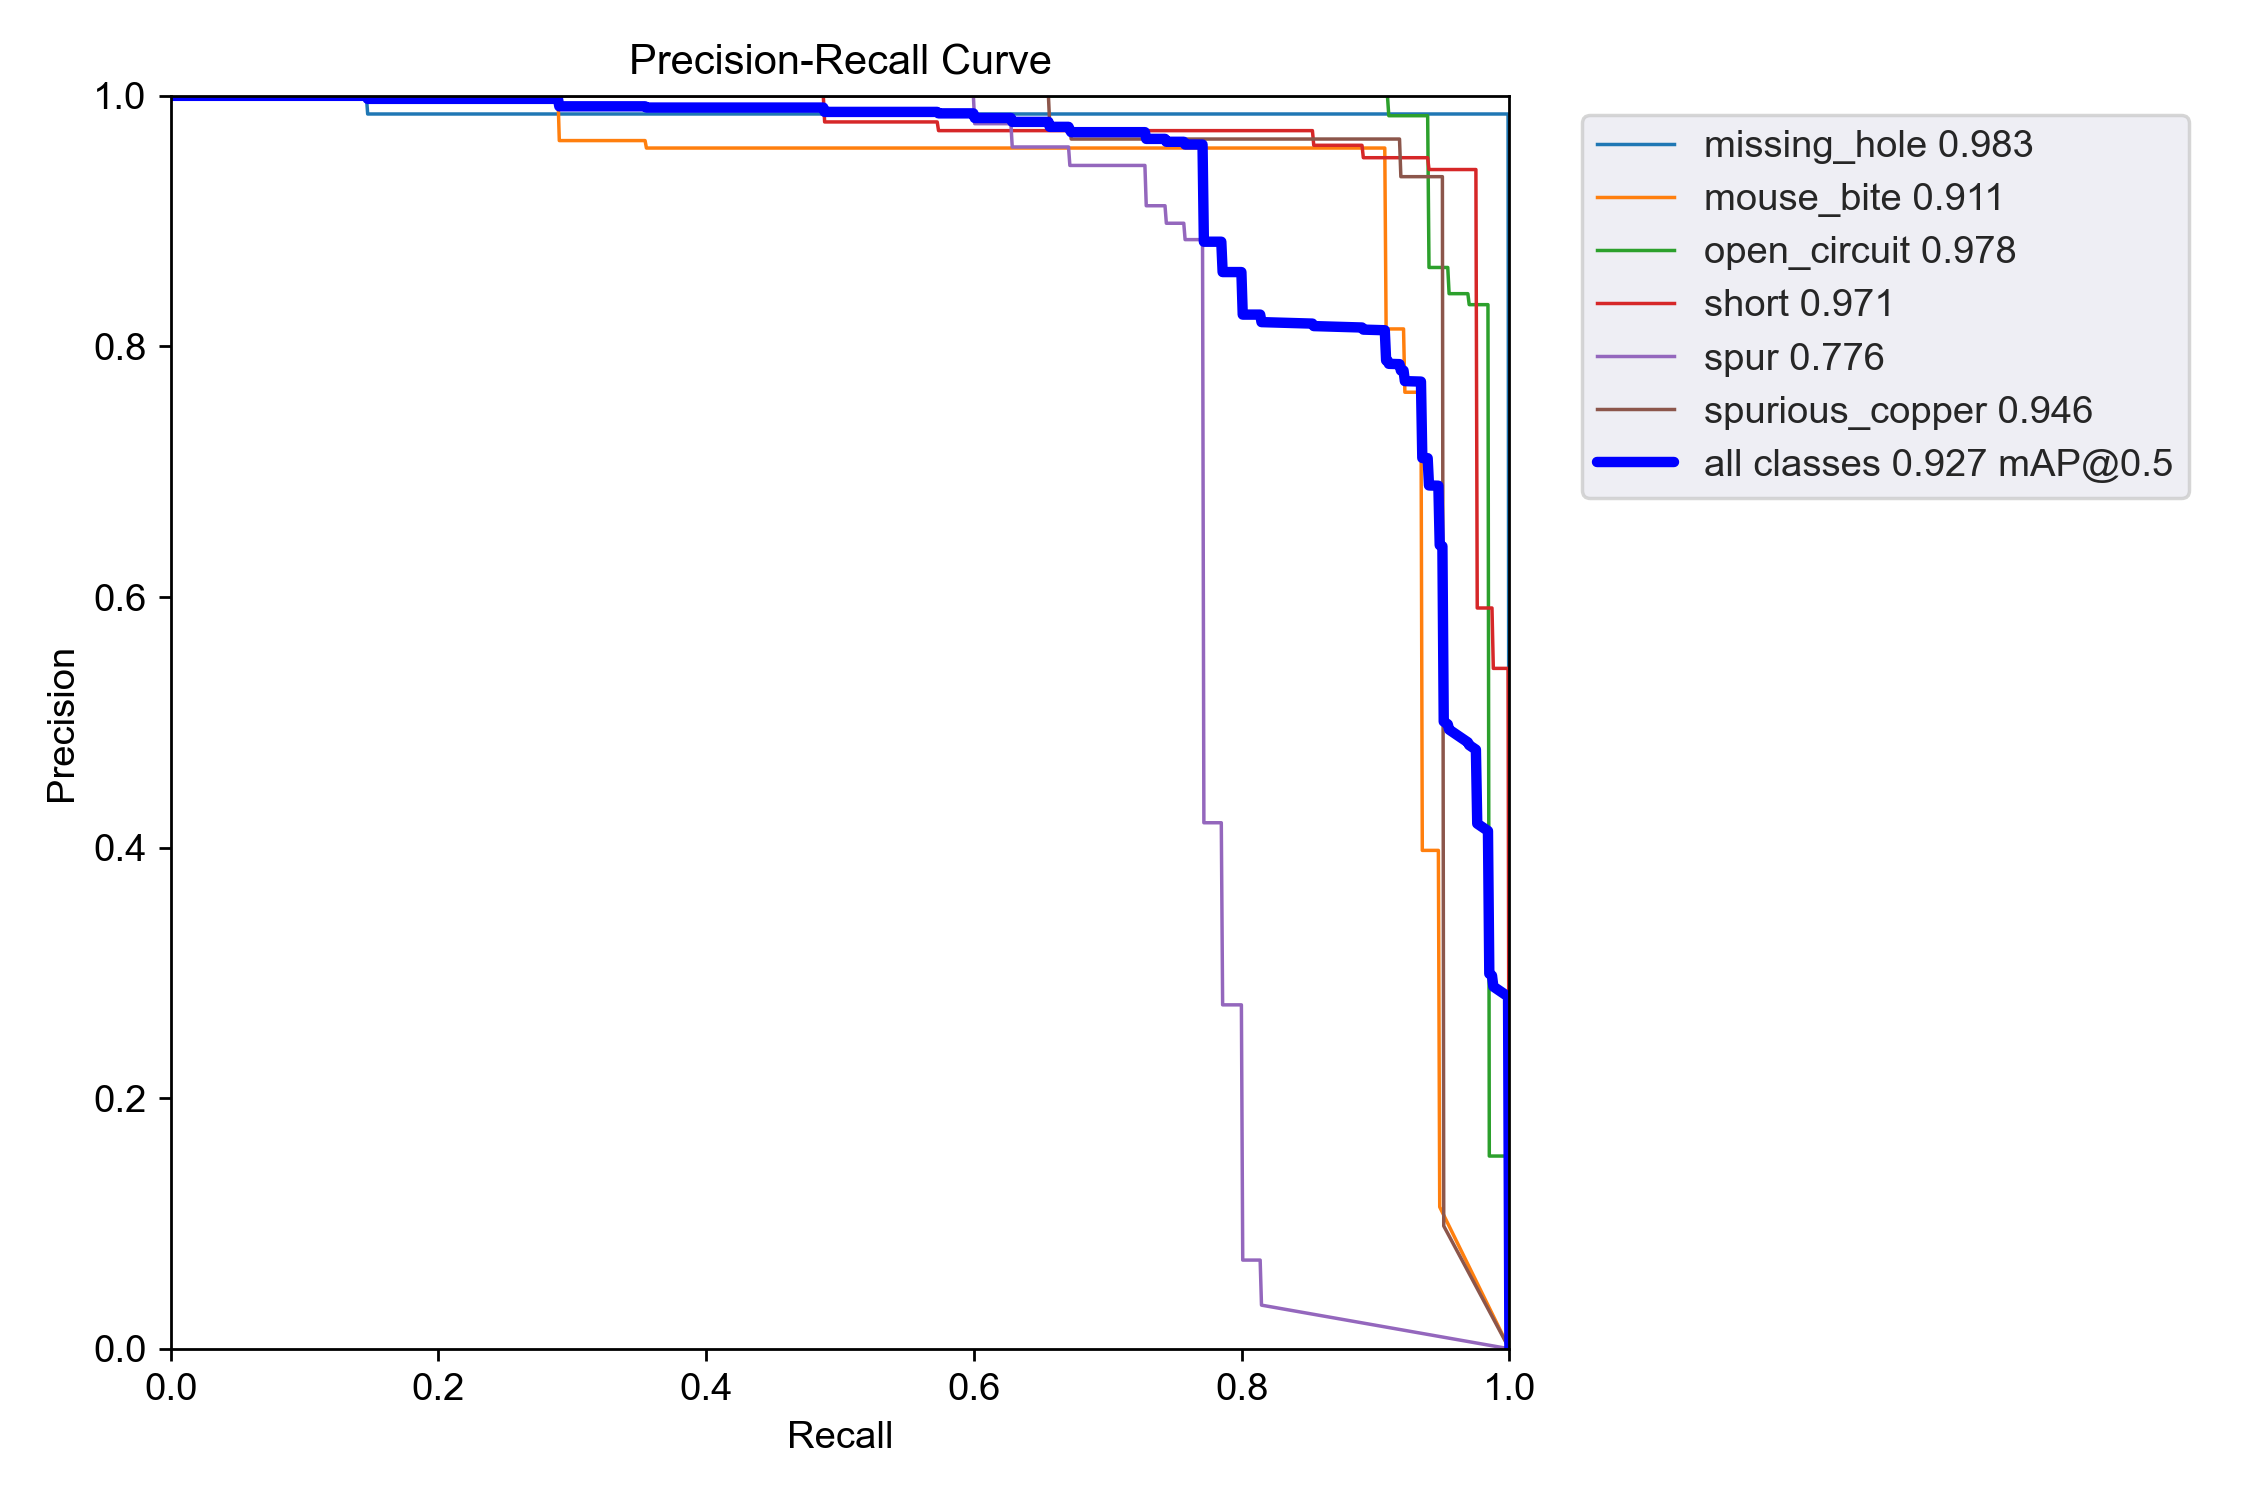 Precision-Recall Curve
1.0
0.8
0.6
0.4
0.2
0.0
Precision
0.0 0.2 0.4 0.6 0.8 1.0
Recall
missing_hole 0.983
mouse_bite 0.911
open_circuit 0.978
short 0.971
spur 0.776
spurious_copper 0.946
all classes 0.927 mAP@0.5